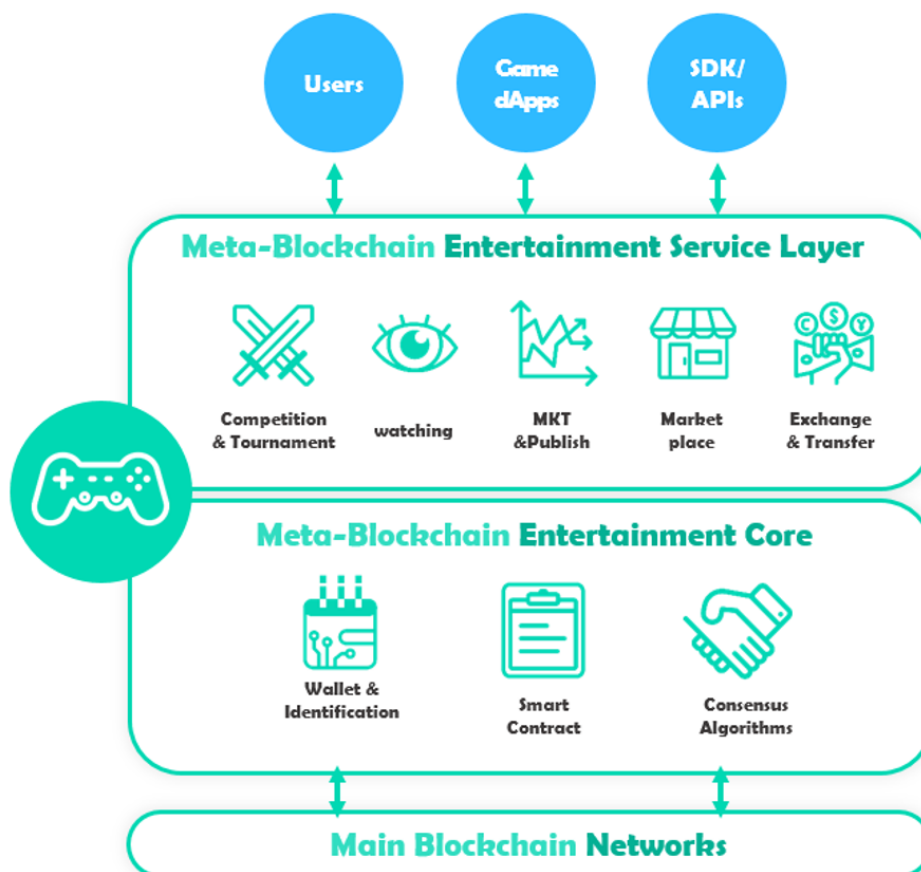 Users
Game
dApps
SDK/
APIs
Meta-Blockchain Entertainment Service Layer
Competition
& Tournament
watching
MKT
&Publish
Market
place
Exchange
& Transfer
Meta-Blockchain Entertainment Core
Wallet &
Identification
Smart
Contract
Consensus
Algorithms
Main Blockchain Networks